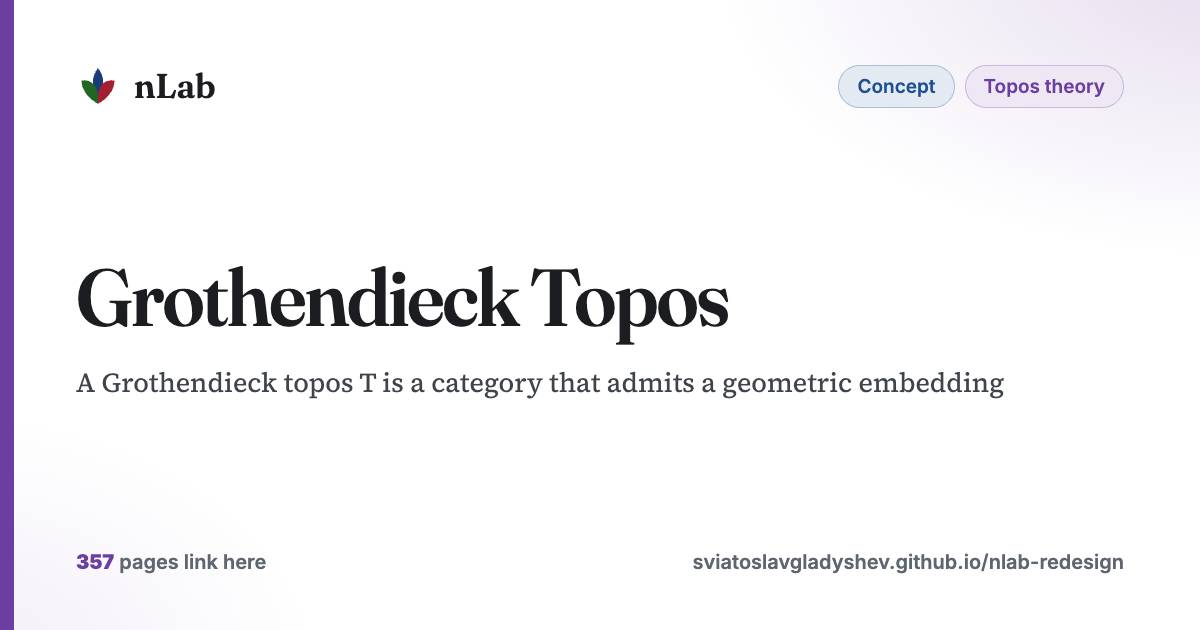 nLab
Concept
Topos theory
Grothendieck Topos
A Grothendieck topos T is a category that admits a geometric embedding
357 pages link here
sviatoslavgladyshev.github.io/nlab-redesign